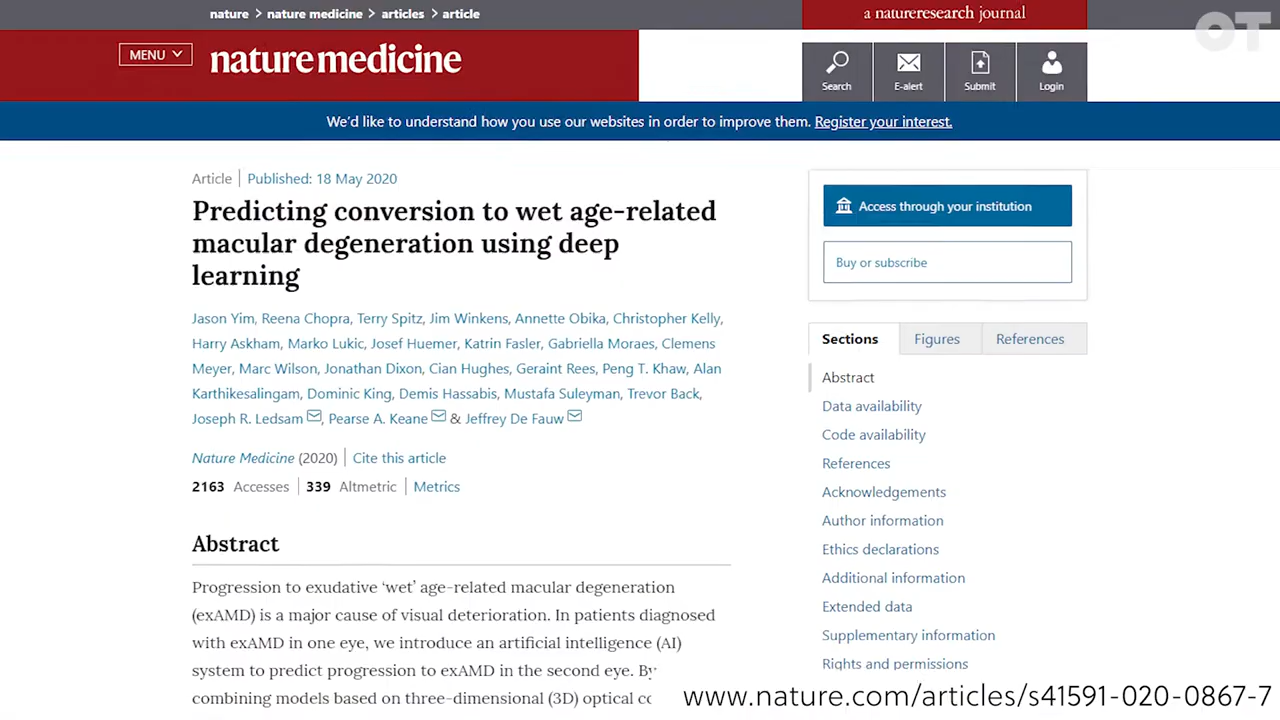 nature > nature medicine > articles > article
a natureresearch journal
OT
MENU
nature medicine
Search
E-alert
Submit
Login
We'd like to understand how you use our websites in order to improve them. Register your interest.
Article | Published: 18 May 2020
Predicting conversion to wet age-related
macular degeneration using deep
learning
Jason Yim, Reena Chopra, Terry Spitz, Jim Winkens, Annette Obika, Christopher Kelly,
Harry Askham, Marko Lukic, Josef Huemer, Katrin Fasler, Gabriella Moraes, Clemens
Meyer, Marc Wilson, Jonathan Dixon, Cian Hughes, Geraint Rees, Peng T. Khaw, Alan
Karthikesalingam, Dominic King, Demis Hassabis, Mustafa Suleyman, Trevor Back,
Joseph R. Ledsam, Pearse A. Keane & Jeffrey De Fauw
Nature Medicine (2020) | Cite this article
2163 Accesses | 339 Altmetric | Metrics
Abstract
Progression to exudative ‘wet’ age-related macular degeneration
(exAMD) is a major cause of visual deterioration. In patients diagnosed
with exAMD in one eye, we introduce an artificial intelligence (AI)
system to predict progression to exAMD in the second eye. By
combining models based on three-dimensional (3D) optical
Access through your institution
Buy or subscribe
Sections
Figures
References
Abstract
Data availability
Code availability
References
Acknowledgements
Author information
Ethics declarations
Additional information
Extended data
Supplementary information
Rights and permissions
www.nature.com/articles/s41591-020-0867-7